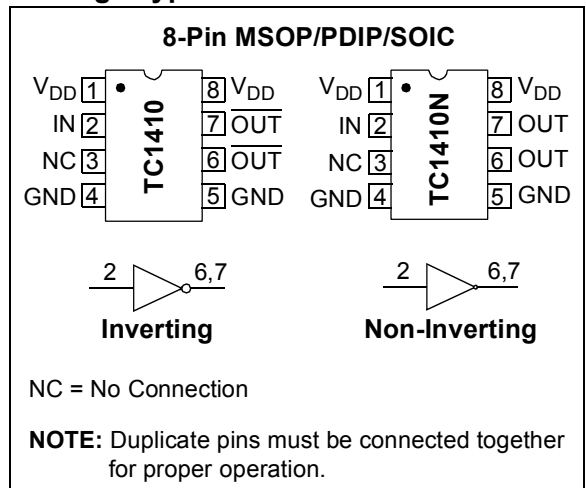 8-Pin MSOP/PDIP/SOIC
VDD 1 8 VDD
IN 2 7 OUT
NC 3 6 OUT
GND 4 5 GND
TC1410
VDD 1 8 VDD
IN 2 7 OUT
NC 3 6 OUT
GND 4 5 GND
TC1410N
2 6,7
Inverting
2 6,7
Non-Inverting
NC = No Connection
NOTE: Duplicate pins must be connected together
for proper operation.